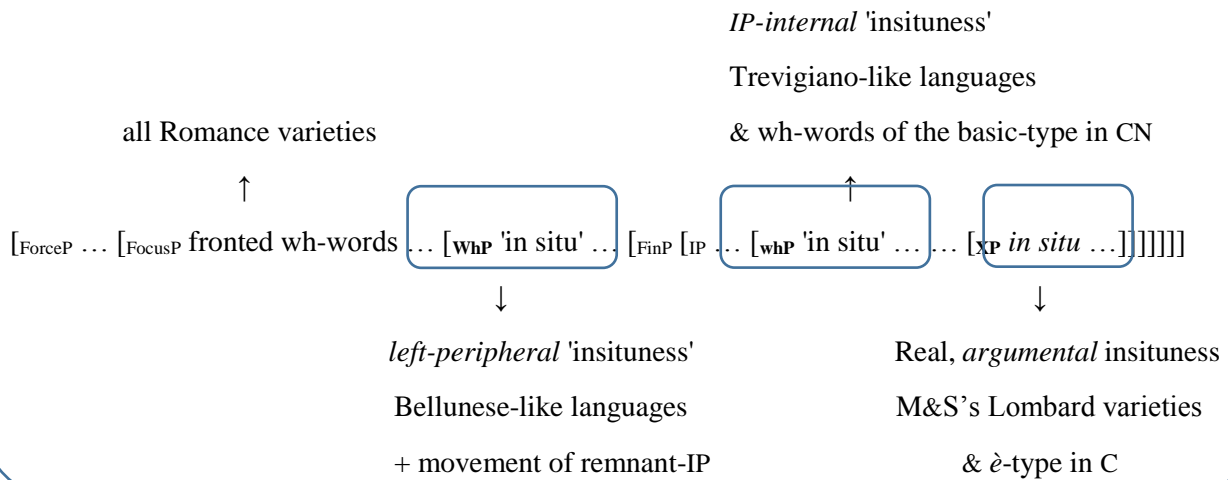 IP-internal 'insituness'
Trevigiano-like languages
all Romance varieties
& wh-words of the basic-type in CN
↑ ↑
[ForceP … [FocusP fronted wh-words … [WhP 'in situ' … [FinP [IP … [whP 'in situ' … … [XP in situ …]]]]]]]
↓ ↓
left-peripheral 'insituness' Real, argumental insituness
Bellunese-like languages M&S’s Lombard varieties
+ movement of remnant-IP & è-type in C